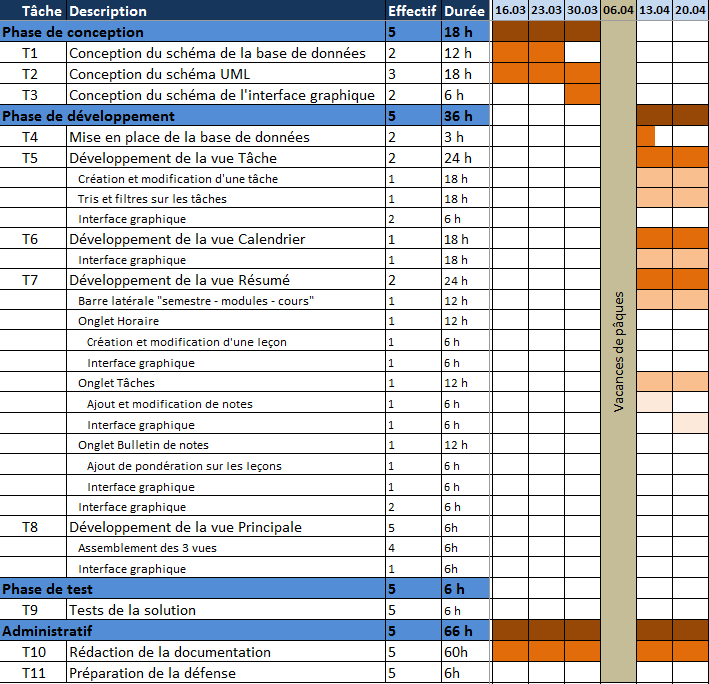 Tâche Description Effectif Durée 16.03 23.03 30.03 06.04 13.04 20.04
Phase de conception 5 18 h
T1 Conception du schéma de la base de données 2 12 h
T2 Conception du schéma UML 3 18 h
T3 Conception du schéma de l'interface graphique 2 6 h
Phase de développement 5 36 h
T4 Mise en place de la base de données 2 3 h
T5 Développement de la vue Tâche 2 24 h
Création et modification d'une tâche 1 18 h
Tris et filtres sur les tâches 1 18 h
Interface graphique 2 6 h
T6 Développement de la vue Calendrier 1 18 h
Interface graphique 1 18 h
T7 Développement de la vue Résumé 2 24 h
Barre latérale "semestre - modules - cours" 1 12 h
Onglet Horaire 1 12 h
Création et modification d'une leçon 1 6 h
Interface graphique 1 6 h
Onglet Tâches 1 12 h
Ajout et modification de notes 1 6 h
Interface graphique 1 6 h
Onglet Bulletin de notes 1 12 h
Ajout de pondération sur les leçons 1 6 h
Interface graphique 1 6 h
Interface graphique 2 6 h
T8 Développement de la vue Principale 5 6h
Assemblement des 3 vues 4 6h
Interface graphique 1 6h
Phase de test 5 6 h
T9 Tests de la solution 5 6 h
Administratif 5 66 h
T10 Rédaction de la documentation 5 60h
T11 Préparation de la défense 5 6h
Vacances de pâques